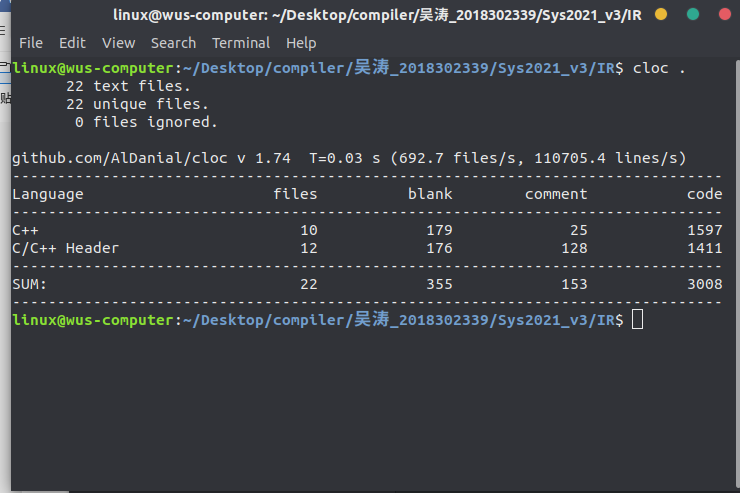 linux@wus-computer: ~/Desktop/compiler/吴涛_2018302339/Sys2021_v3/IR
File Edit View Search Terminal Help
linux@wus-computer:~/Desktop/compiler/吴涛_2018302339/Sys2021_v3/IR$ cloc .
22 text files.
22 unique files.
0 files ignored.
github.com/AlDanial/cloc v 1.74  T=0.03 s (692.7 files/s, 110705.4 lines/s)
-------------------------------------------------------------------------------
Language files blank comment code
-------------------------------------------------------------------------------
C++ 10 179 25 1597
C/C++ Header 12 176 128 1411
-------------------------------------------------------------------------------
SUM: 22 355 153 3008
-------------------------------------------------------------------------------
linux@wus-computer:~/Desktop/compiler/吴涛_2018302339/Sys2021_v3/IR$